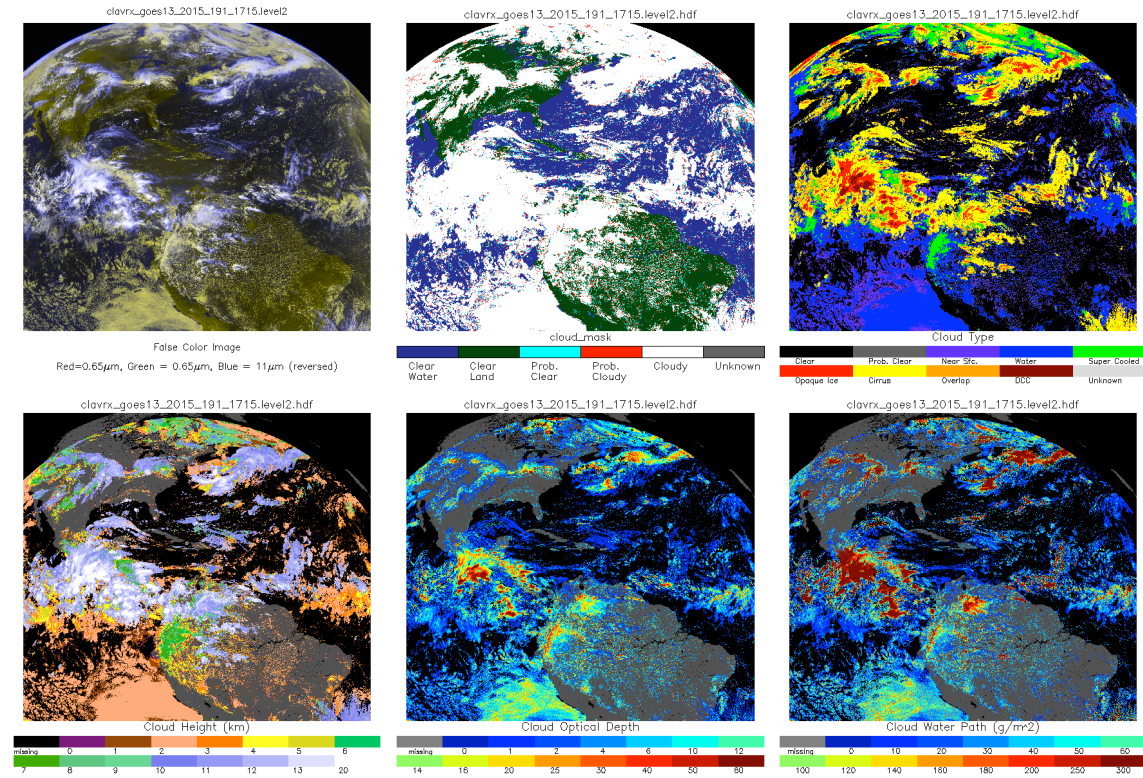 clavrx_goes13_2015_191_1715.level2
clavrx_goes13_2015_191_1715.level2.hdf
clavrx_goes13_2015_191_1715.level2.hdf
False Color Image
Red=0.65μm, Green = 0.65μm, Blue = 11μm (reversed)
cloud_mask
Clear Water
Clear Land
Prob. Clear
Prob. Cloudy
Cloudy
Unknown
Cloud Type
Clear Prob. Clear Near Sfc. Water Super Cooled
Opaque Ice Cirrus Overlap DCC Unknown
clavrx_goes13_2015_191_1715.level2.hdf
clavrx_goes13_2015_191_1715.level2.hdf
clavrx_goes13_2015_191_1715.level2.hdf
Cloud Height (km)
missing 0 1 2 3 4 5 6
7 8 9 10 11 12 13 20
Cloud Optical Depth
missing 0 1 2 4 6 10 12
14 16 20 25 30 40 50 60
Cloud Water Path (g/m^2)
missing 0 10 20 30 40 50 60
100 120 140 160 180 200 250 300